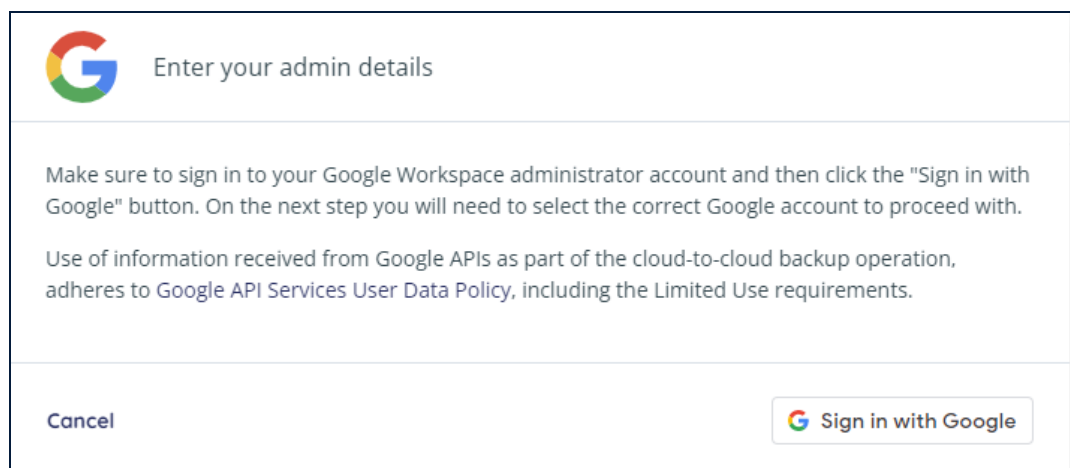 Enter your admin details
Make sure to sign in to your Google Workspace administrator account and then click the "Sign in with
Google" button. On the next step you will need to select the correct Google account to proceed with.
Use of information received from Google APIs as part of the cloud-to-cloud backup operation,
adheres to Google API Services User Data Policy, including the Limited Use requirements.
Cancel
Sign in with Google